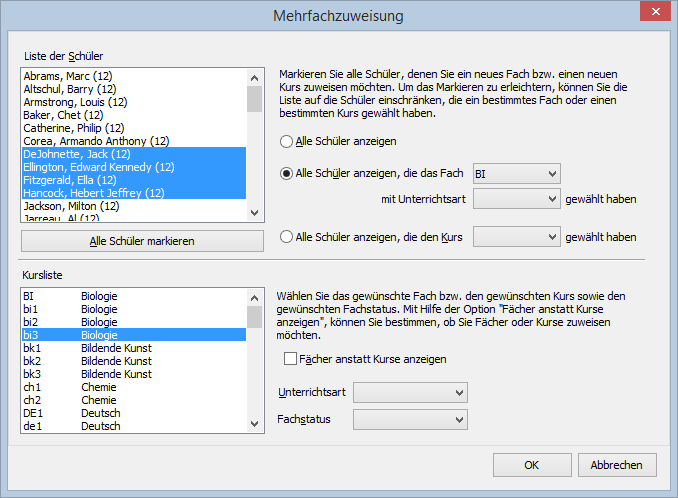 Mehrfachzuweisung
Liste der Schüler
Abrams, Marc (12)
Altschul, Barry (12)
Armstrong, Louis (12)
Baker, Chet (12)
Catherine, Philip (12)
Corea, Armando Anthony (12)
DeJohnette, Jack (12)
Ellington, Edward Kennedy (12)
Fitzgerald, Ella (12)
Hancock, Hebert Jeffrey (12)
Jackson, Milton (12)
Jarreau, Al (12)
Alle Schüler markieren
Markieren Sie alle Schüler, denen Sie ein neues Fach bzw. einen neuen
Kurs zuweisen möchten. Um das Markieren zu erleichtern, können Sie die
Liste auf die Schüler einschränken, die ein bestimmtes Fach oder einen
bestimmten Kurs gewählt haben.
Alle Schüler anzeigen
Alle Schüler anzeigen, die das Fach BI
mit Unterrichtsart gewählt haben
Alle Schüler anzeigen, die den Kurs gewählt haben
Kursliste
BI Biologie
bi1 Biologie
bi2 Biologie
bi3 Biologie
bk1 Bildende Kunst
bk2 Bildende Kunst
bk3 Bildende Kunst
ch1 Chemie
ch2 Chemie
DE1 Deutsch
de1 Deutsch
Wählen Sie das gewünschte Fach bzw. den gewünschten Kurs sowie den
gewünschten Fachstatus. Mit Hilfe der Option "Fächer anstatt Kurse
anzeigen", können Sie bestimmen, ob Sie Fächer oder Kurse zuweisen
möchten.
Fächer anstatt Kurse anzeigen
Unterrichtsart
Fachstatus
OK
Abbrechen